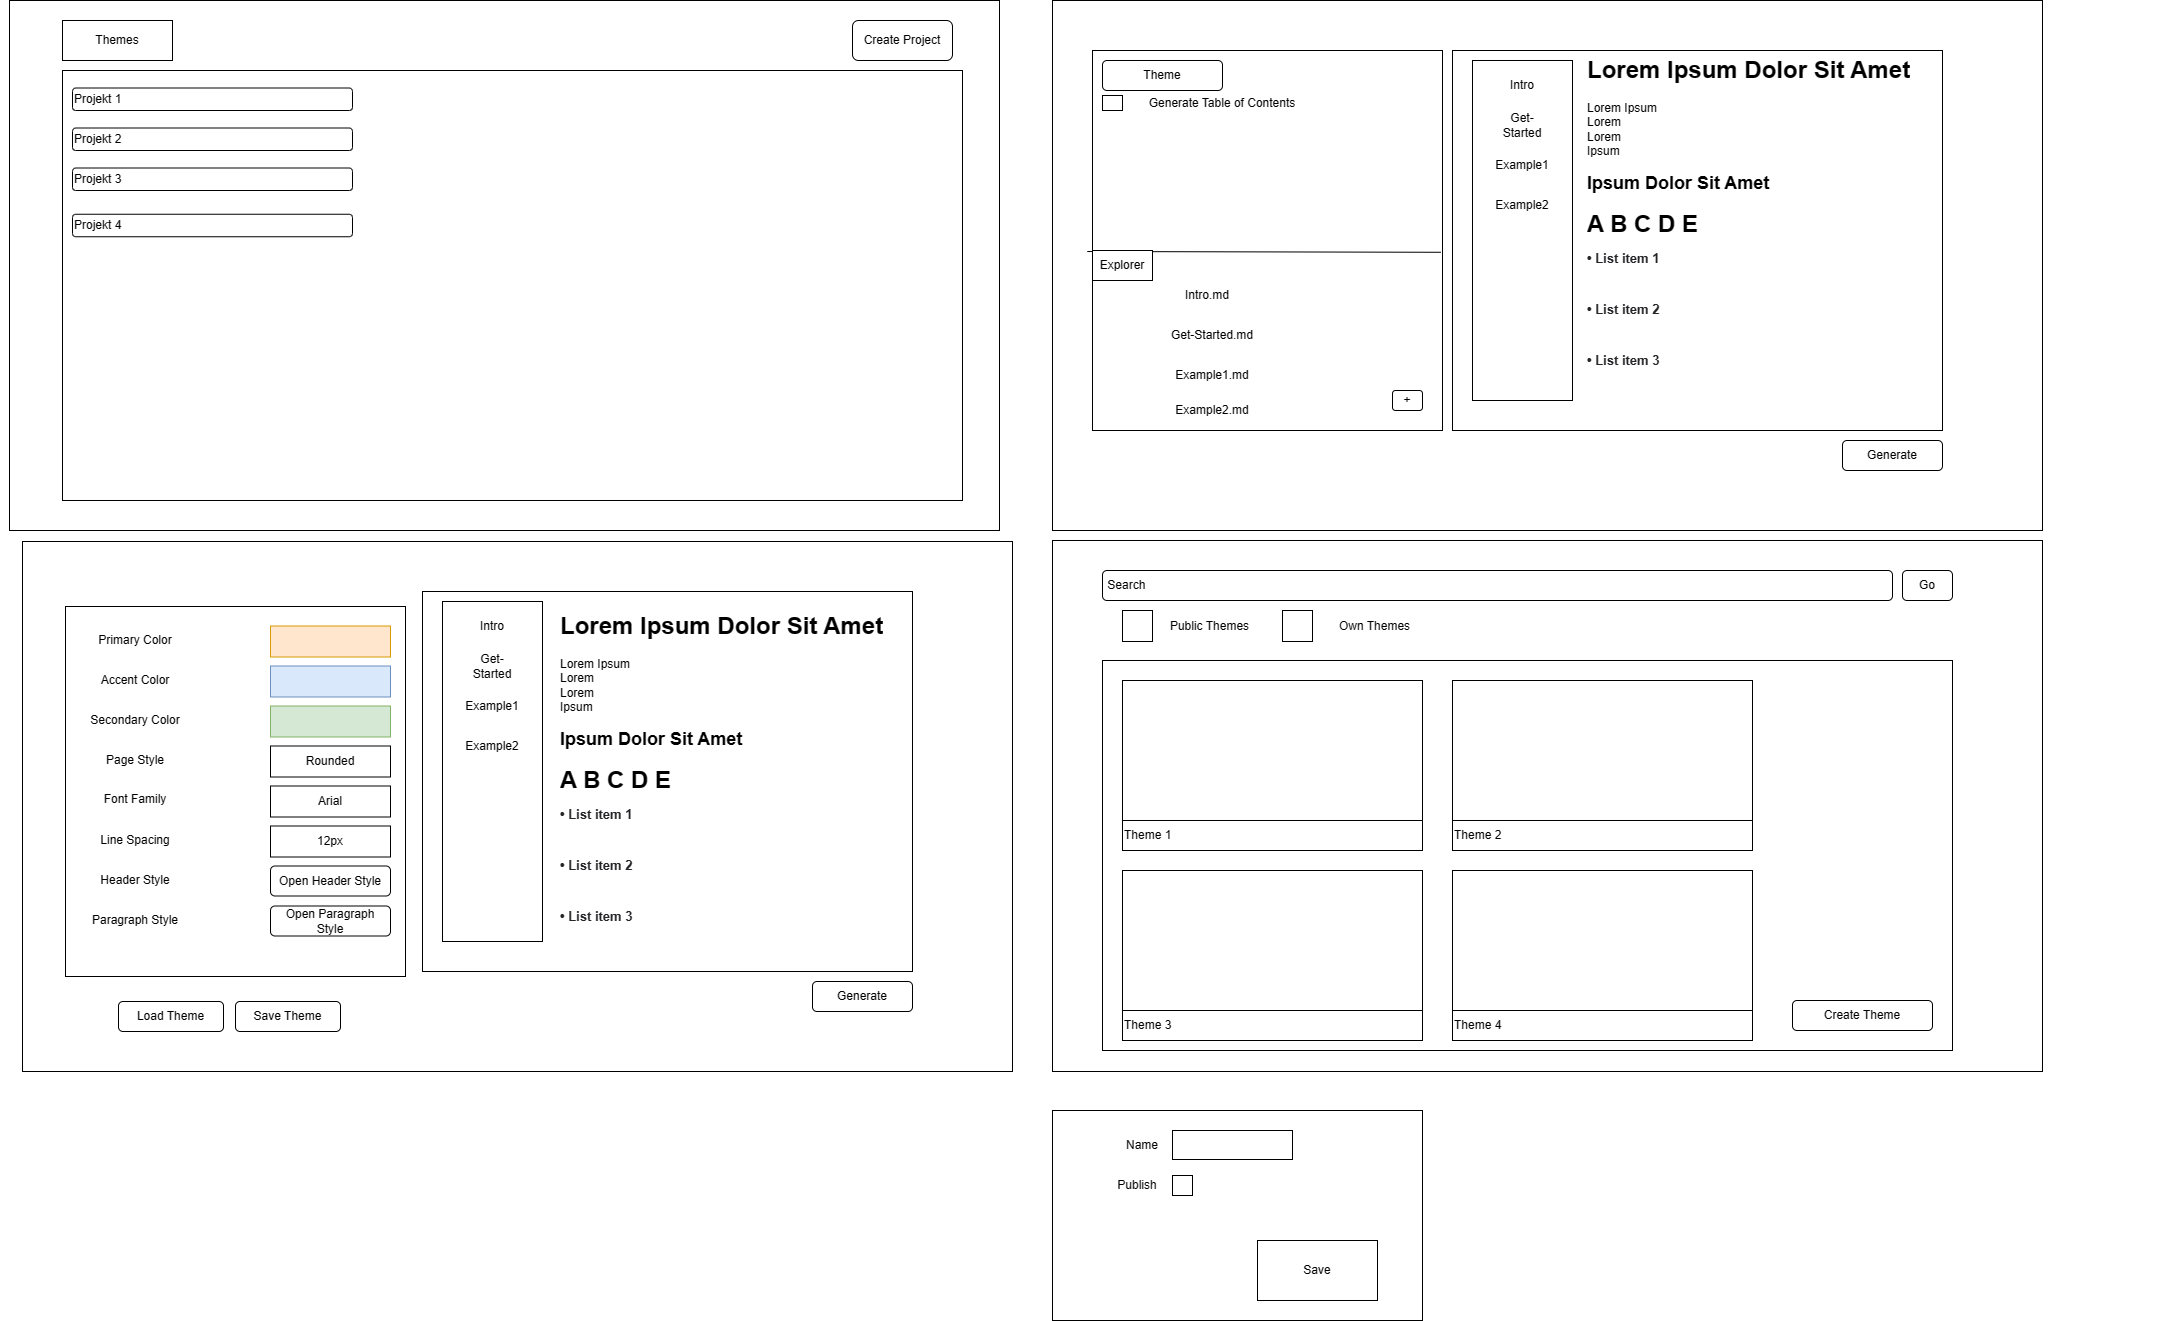 Themes
Create Project
Projekt 1
Projekt 2
Projekt 3
Projekt 4
Theme
Generate Table of Contents
Explorer
Intro.md
Get-Started.md
Example1.md
Example2.md
+
Intro
Get-
Started
Example1
Example2
Lorem Ipsum Dolor Sit Amet
Lorem Ipsum
Lorem
Lorem
Ipsum
Ipsum Dolor Sit Amet
A B C D E
• List item 1
• List item 2
• List item 3
Generate
Primary Color
Accent Color
Secondary Color
Page Style
Rounded
Font Family
Arial
Line Spacing
12px
Header Style
Open Header Style
Paragraph Style
Open Paragraph
Style
Load Theme
Save Theme
Intro
Get-
Started
Example1
Example2
Lorem Ipsum Dolor Sit Amet
Lorem Ipsum
Lorem
Lorem
Ipsum
Ipsum Dolor Sit Amet
A B C D E
• List item 1
• List item 2
• List item 3
Generate
Search
Go
Public Themes
Own Themes
Theme 1
Theme 2
Theme 3
Theme 4
Create Theme
Name
Publish
Save